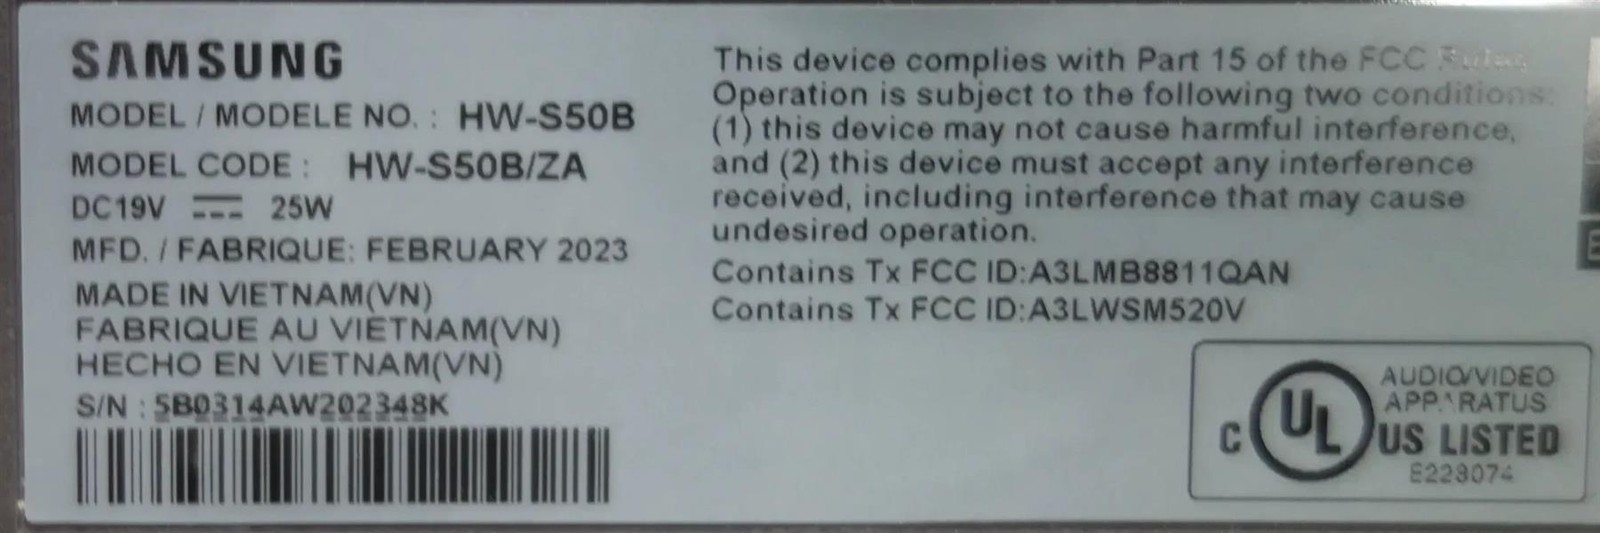 SAMSUNG
MODEL / MODELE NO. : HW-S50B
MODEL CODE : HW-S50B/ZA
DC19V 25W
MFD. / FABRIQUE: FEBRUARY 2023
MADE IN VIETNAM(VN)
FABRIQUE AU VIETNAM(VN)
HECHO EN VIETNAM(VN)
S/N : 5B0314AW202348K
This device complies with Part 15 of the FCC Rules
Operation is subject to the following two conditions:
(1) this device may not cause harmful interference,
and (2) this device must accept any interference
received, including interference that may cause
undesired operation.
Contains Tx FCC ID:A3LMB8811QAN
Contains Tx FCC ID:A3LWSM520V
C UL US LISTED
AUDIO/VIDEO
APPARATUS